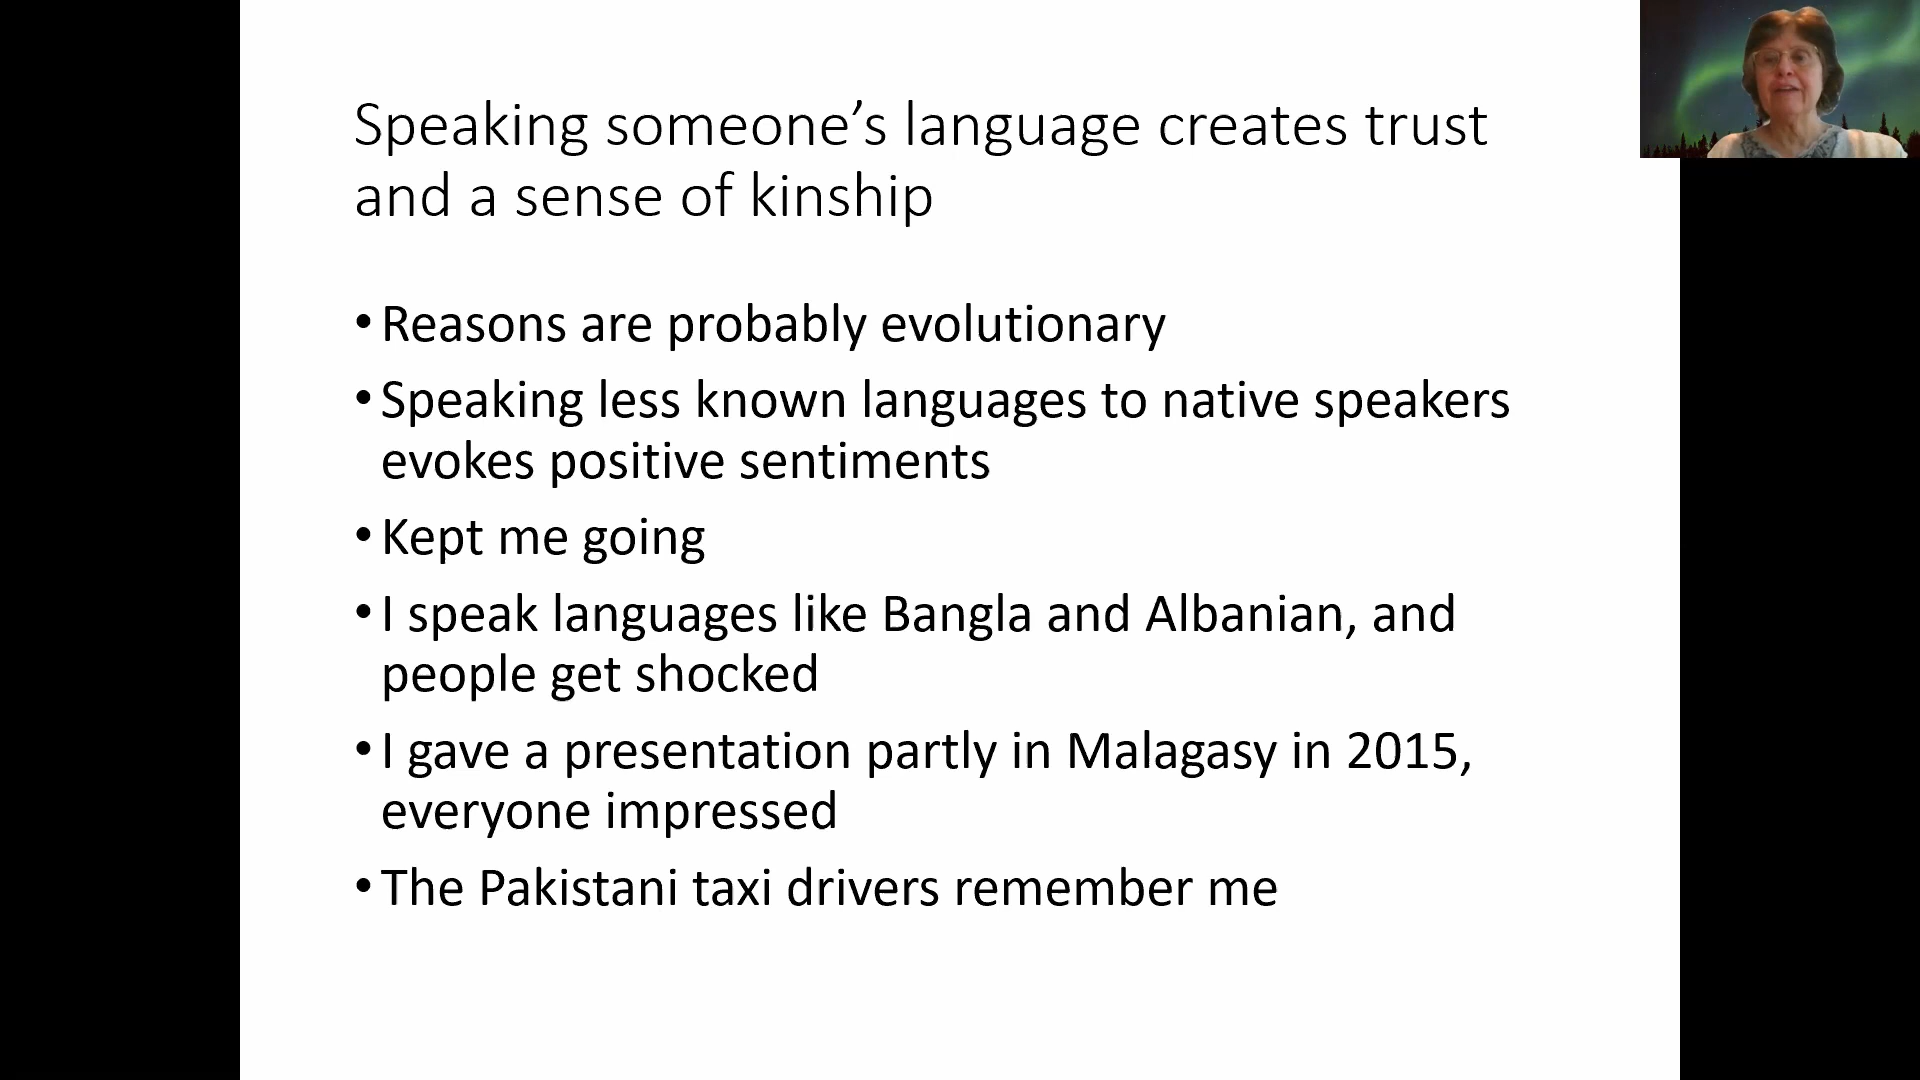 Speaking someone’s language creates trust
and a sense of kinship
•Reasons are probably evolutionary
•Speaking less known languages to native speakers
evokes positive sentiments
•Kept me going
•I speak languages like Bangla and Albanian, and
people get shocked
•I gave a presentation partly in Malagasy in 2015,
everyone impressed
•The Pakistani taxi drivers remember me